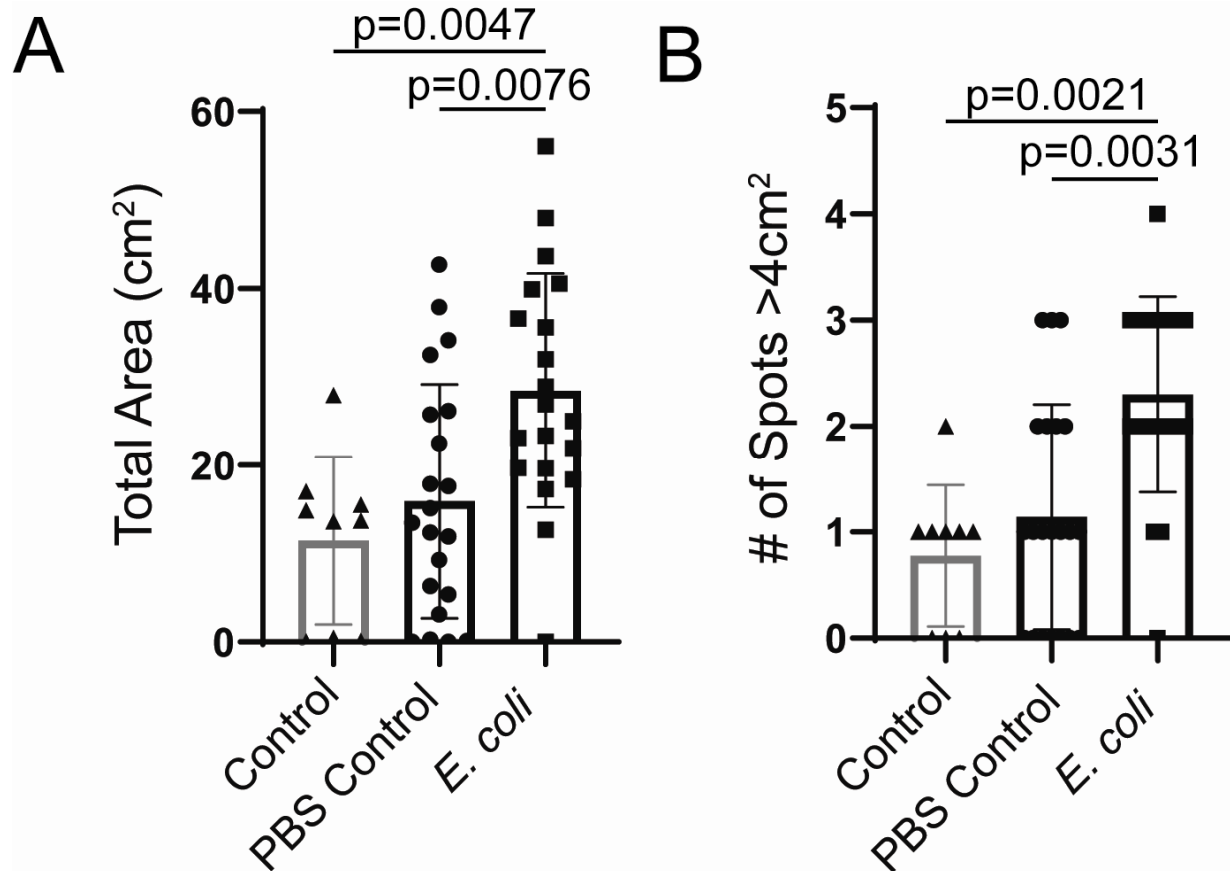 A
p=0.0047
p=0.0076
Total Area (cm²)
60
40
20
0
Control
PBS Control
E. coli
B
p=0.0021
p=0.0031
# of Spots >4cm²
5
4
3
2
1
0
Control
PBS Control
E. coli